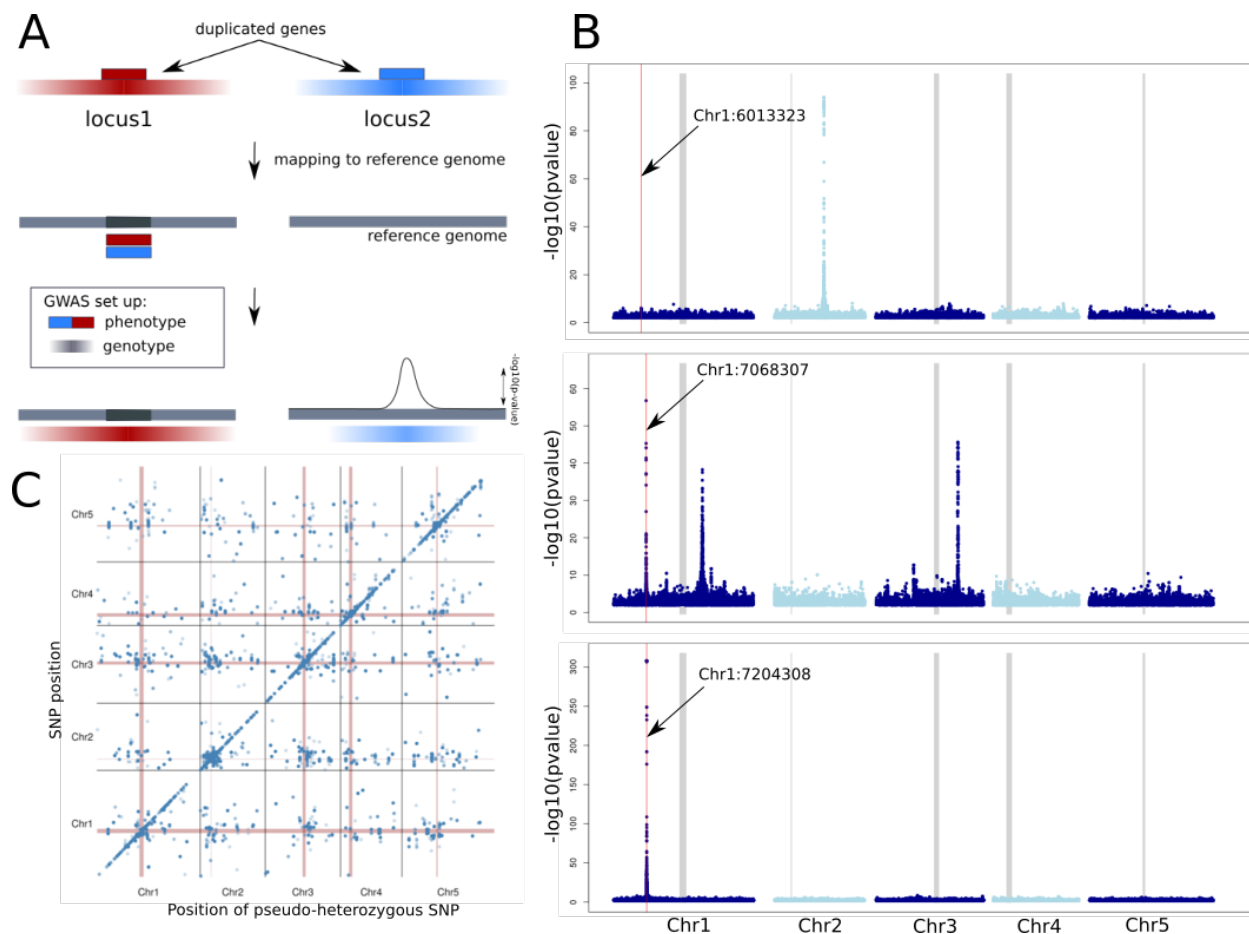 A
duplicated genes
locus1
locus2
mapping to reference genome
reference genome
GWAS set up:
phenotype
genotype
-log10(p-value)
B
-log10(pvalue)
0
20
40
60
80
100
Chr1:6013323
-log10(pvalue)
0
10
20
30
40
50
60
Chr1:7068307
-log10(pvalue)
0
50
100
150
200
250
300
Chr1:7204308
Chr1
Chr2
Chr3
Chr4
Chr5
C
SNP position
Chr5
Chr4
Chr3
Chr2
Chr1
Chr1
Chr2
Chr3
Chr4
Chr5
Position of pseudo-heterozygous SNP